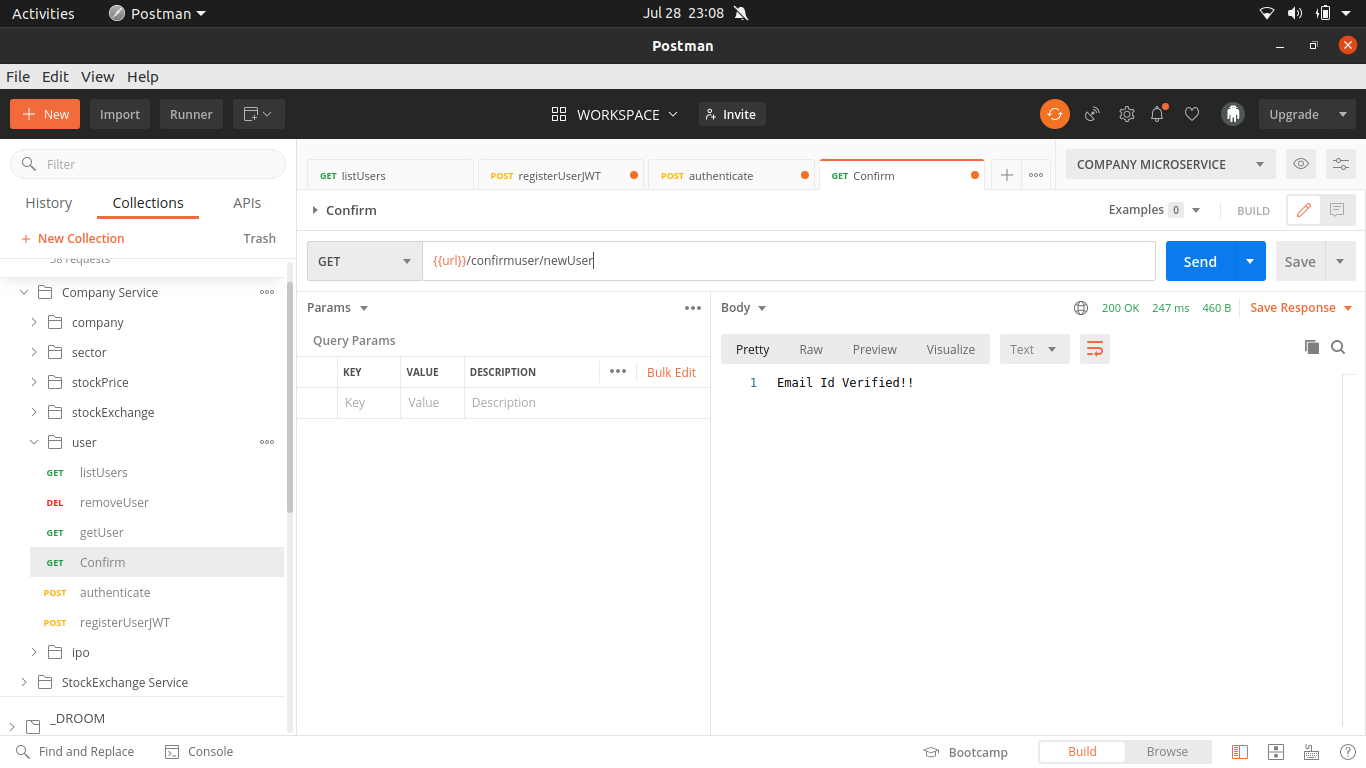 Activities Postman Jul 28 23:08
Postman
File Edit View Help
+ New Import Runner WORKSPACE Invite Upgrade
Filter
History Collections APIs
+ New Collection Trash
38 requests
Company Service
company
sector
stockPrice
stockExchange
user
GET listUsers
DEL removeUser
GET getUser
GET Confirm
POST authenticate
POST registerUserJWT
ipo
StockExchange Service
_DROOM
GET listUsers POST registerUserJWT POST authenticate GET Confirm + COMPANY MICROSERVICE
Confirm Examples 0 BUILD
GET {{url}}/confirmuser/newUser Send Save
Params
Query Params
KEY VALUE DESCRIPTION Bulk Edit
Key Value Description
Body 200 OK 247 ms 460 B Save Response
Pretty Raw Preview Visualize Text
1 Email Id Verified!!
Find and Replace Console Bootcamp Build Browse ?